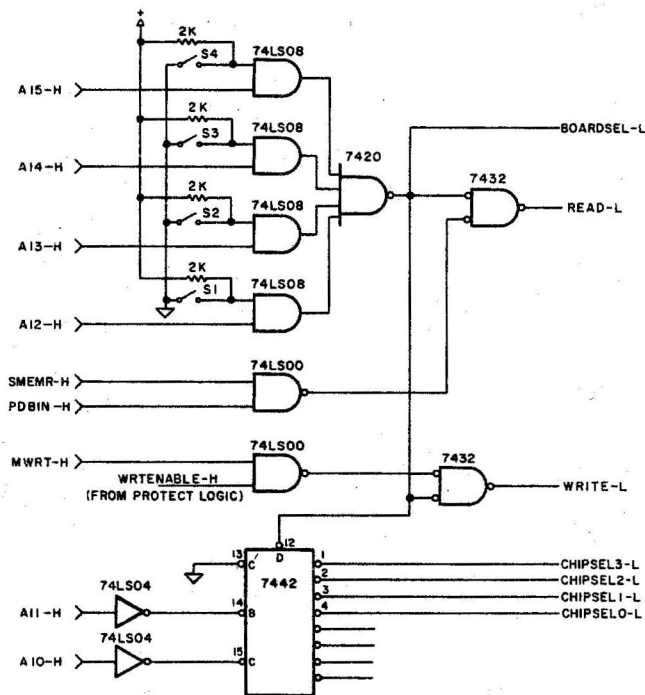 +
2K
S4
74LS08
A15-H
2K
S3
74LS08
A14-H
7420
BOARDSEL-L
7432
READ-L
2K
S2
74LS08
A13-H
2K
S1
74LS08
A12-H
74LS00
SMEMR-H
PDBIN-H
74LS00
MWRT-H
WRTENABLE-H
(FROM PROTECT LOGIC)
7432
WRITE-L
12
D
13
C
7442
1
CHIPSEL3-L
2
CHIPSEL2-L
3
CHIPSEL1-L
4
CHIPSEL0-L
74LS04
A11-H
14
B
74LS04
A10-H
15
C